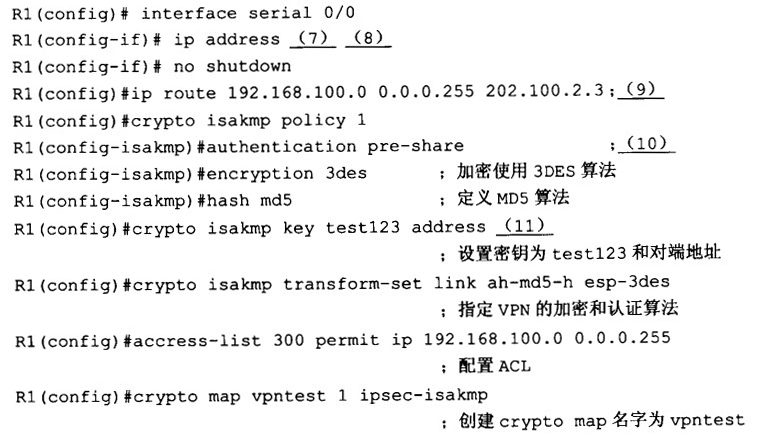 R1(config)# interface serial 0/0
R1(config-if)# ip address (7) (8)
R1(config-if)# no shutdown
R1(config)#ip route 192.168.100.0 0.0.0.255 202.100.2.3;(9)
R1(config)#crypto isakmp policy 1
R1(config-isakmp)#authentication pre-share ;(10)
R1(config-isakmp)#encryption 3des ;加密使用 3DES 算法
R1(config-isakmp)#hash md5 ;定义 MD5 算法
R1(config)#crypto isakmp key test123 address (11)
;设置密钥为 test123 和对端地址
R1(config)#crypto isakmp transform-set link ah-md5-h esp-3des
;指定 VPN 的加密和认证算法
R1(config)#accress-list 300 permit ip 192.168.100.0 0.0.0.255
;配置 ACL
R1(config)#crypto map vpntest 1 ipsec-isakmp
;创建 crypto map 名字为 vpntest